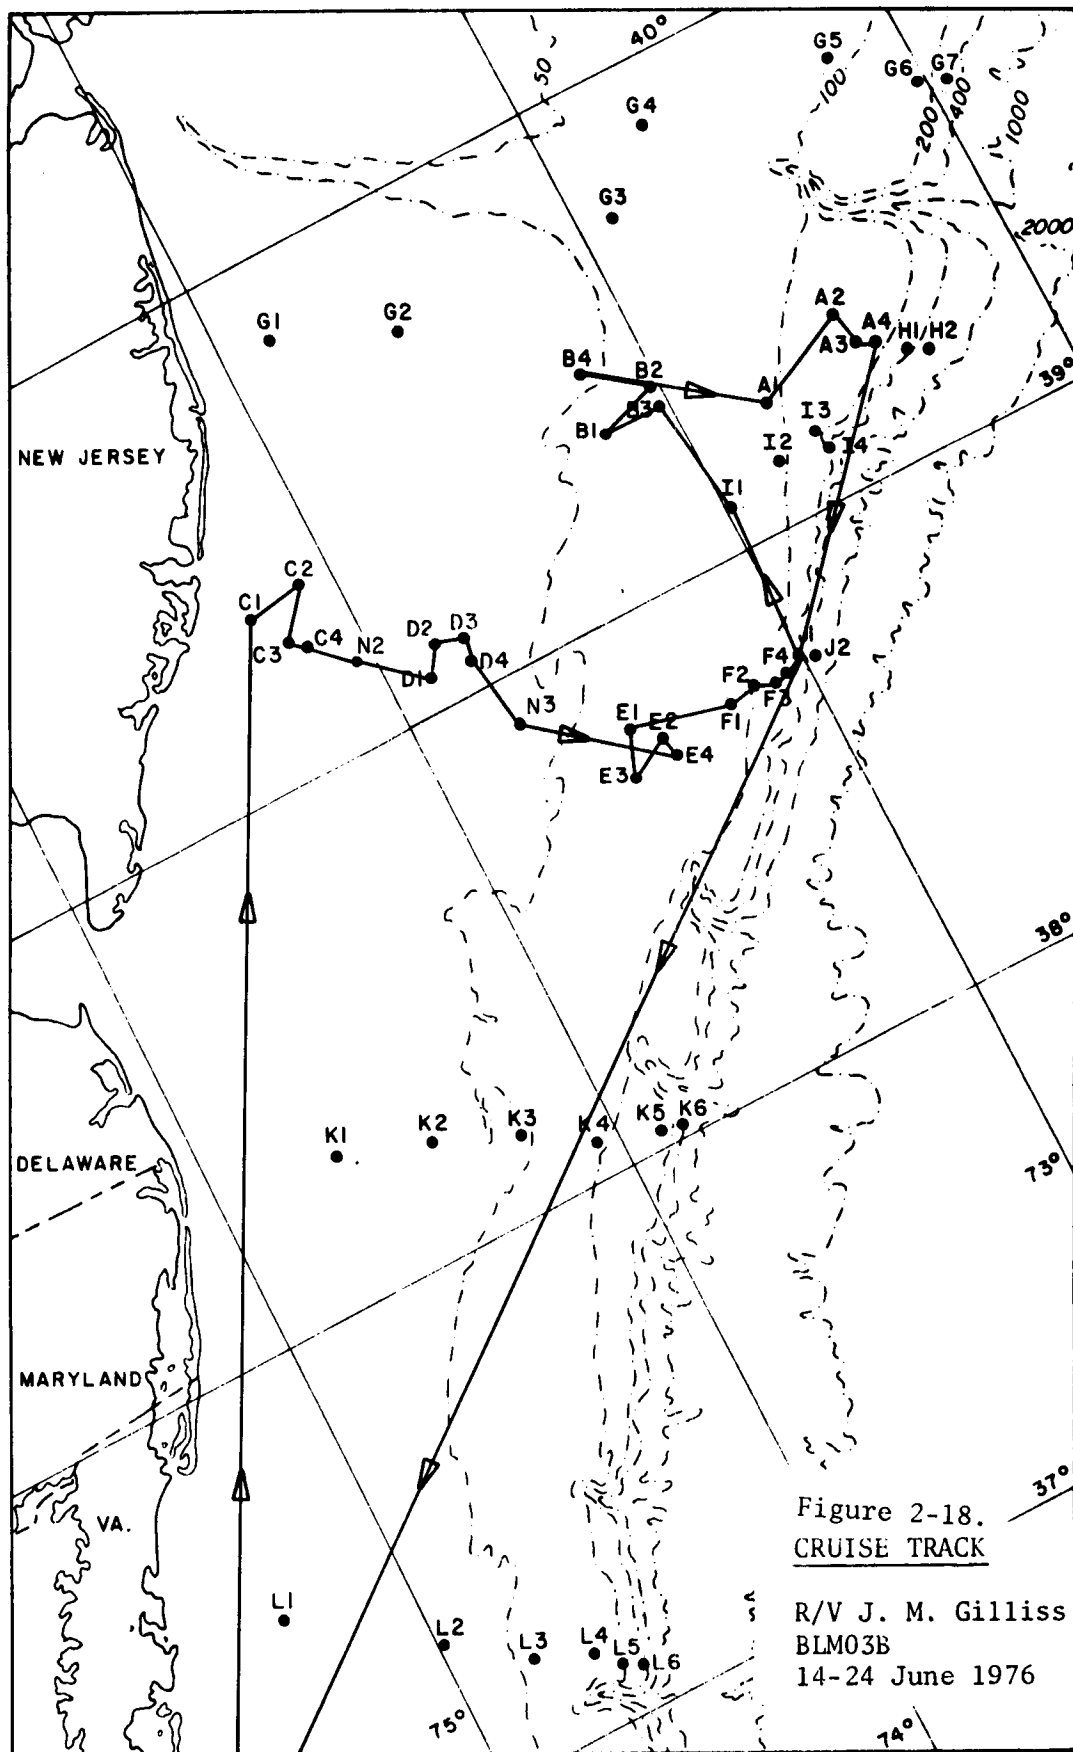 40°
50
G5
100
G6
G7
200
400
1000
G4
G3
2000
A2
A4
G1
G2
A3
H1
H2
B4
B2
A1
39°
B3
I3
B1
I2
I4
NEW JERSEY
I1
C2
C1
D2
D3
C3
C4
N2
D4
F4
J2
D1
F2
F3
N3
E1
E2
F1
E4
E3
38°
K1
K2
K3
K4
K5
K6
DELAWARE
73°
MARYLAND
37°
VA.
Figure 2-18.
CRUISE TRACK
R/V J. M. Gilliss
BLM03B
14-24 June 1976
L1
L2
L3
L4
L5
L6
75°
74°